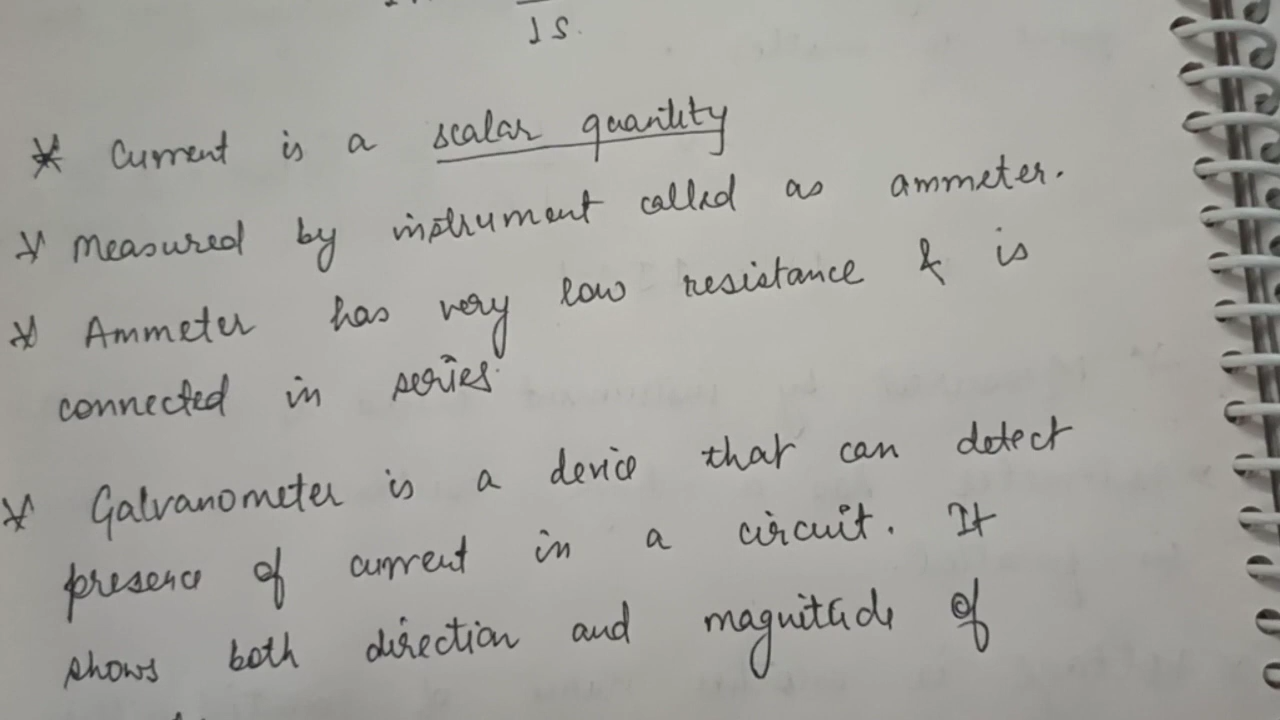 1S.
* Current is a scalar quantity
* Measured by instrument called as ammeter.
* Ammeter has very low resistance & is
connected in series.
* Galvanometer is a device that can detect
presence of current in a circuit. It
shows both direction and magnitude of